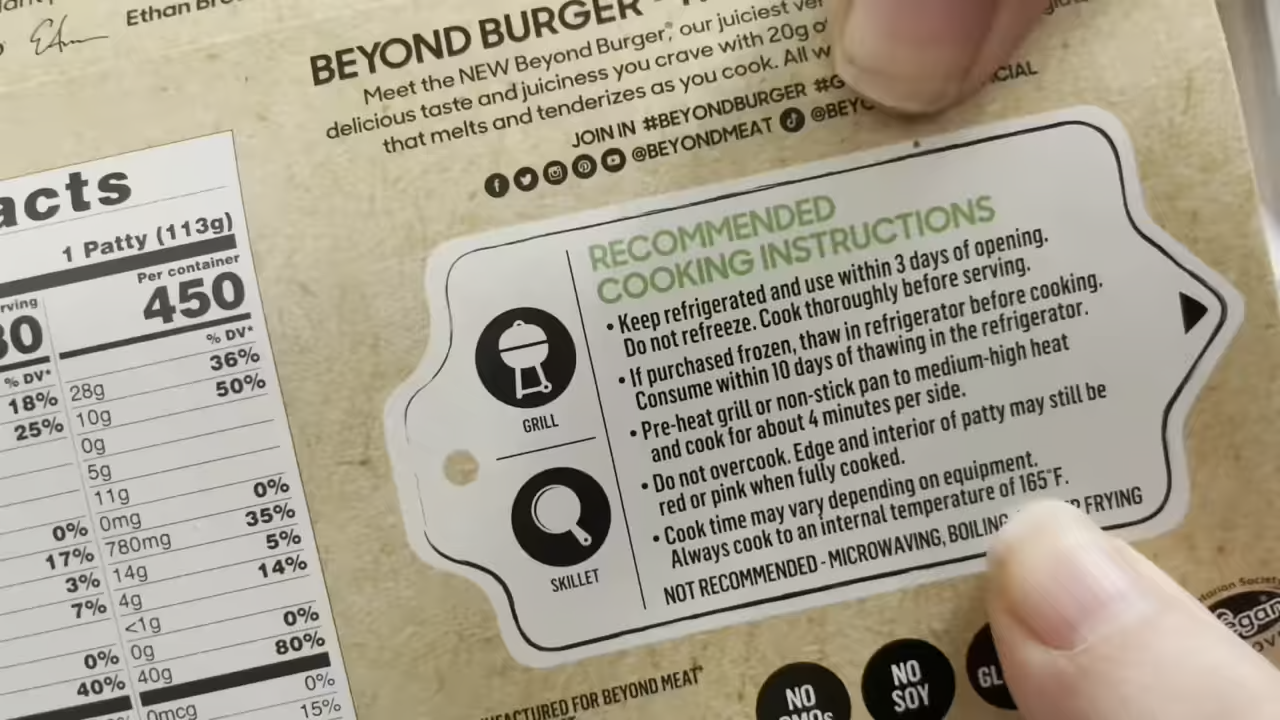 Ethan
BEYOND BURGER
Meet the NEW Beyond Burger®, our juiciest
delicious taste and juiciness you crave with 20g
that melts and tenderizes as you cook. All
JOIN IN #BEYONDBURGER
@BEYONDMEAT
1 Patty (113g)
Per container
450
% DV* % DV*
18% 28g 36%
25% 10g 50%
0g
5g
11g
0% 0mg 0%
17% 780mg 35%
3% 14g 5%
7% 4g 14%
<1g
0% 0g 0%
40% 40g 80%
0mcg 0%
15%
RECOMMENDED
COOKING INSTRUCTIONS
• Keep refrigerated and use within 3 days of opening.
Do not refreeze. Cook thoroughly before serving.
• If purchased frozen, thaw in refrigerator before cooking.
Consume within 10 days of thawing in the refrigerator.
• Pre-heat grill or non-stick pan to medium-high heat
and cook for about 4 minutes per side.
• Do not overcook. Edge and interior of patty may still be
red or pink when fully cooked.
• Cook time may vary depending on equipment.
Always cook to an internal temperature of 165°F.
NOT RECOMMENDED - MICROWAVING, BOILING, FRYING
GRILL
SKILLET
FOR BEYOND MEAT
NO
NO
SOY